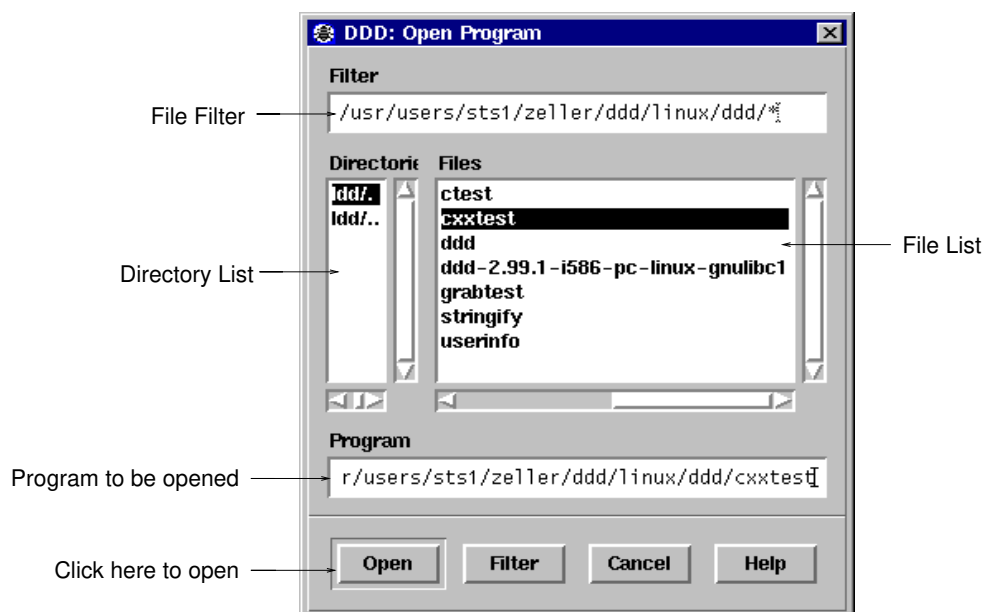 DDD: Open Program
Filter
File Filter
/usr/users/sts1/zeller/ddd/linux/ddd/*
Directorie
Files
ldd/.
ldd/..
ctest
cxxtest
ddd
ddd-2.99.1-i586-pc-linux-gnulibc1
grabtest
stringify
userinfo
Directory List
File List
Program
Program to be opened
r/users/sts1/zeller/ddd/linux/ddd/cxxtest
Click here to open
Open
Filter
Cancel
Help